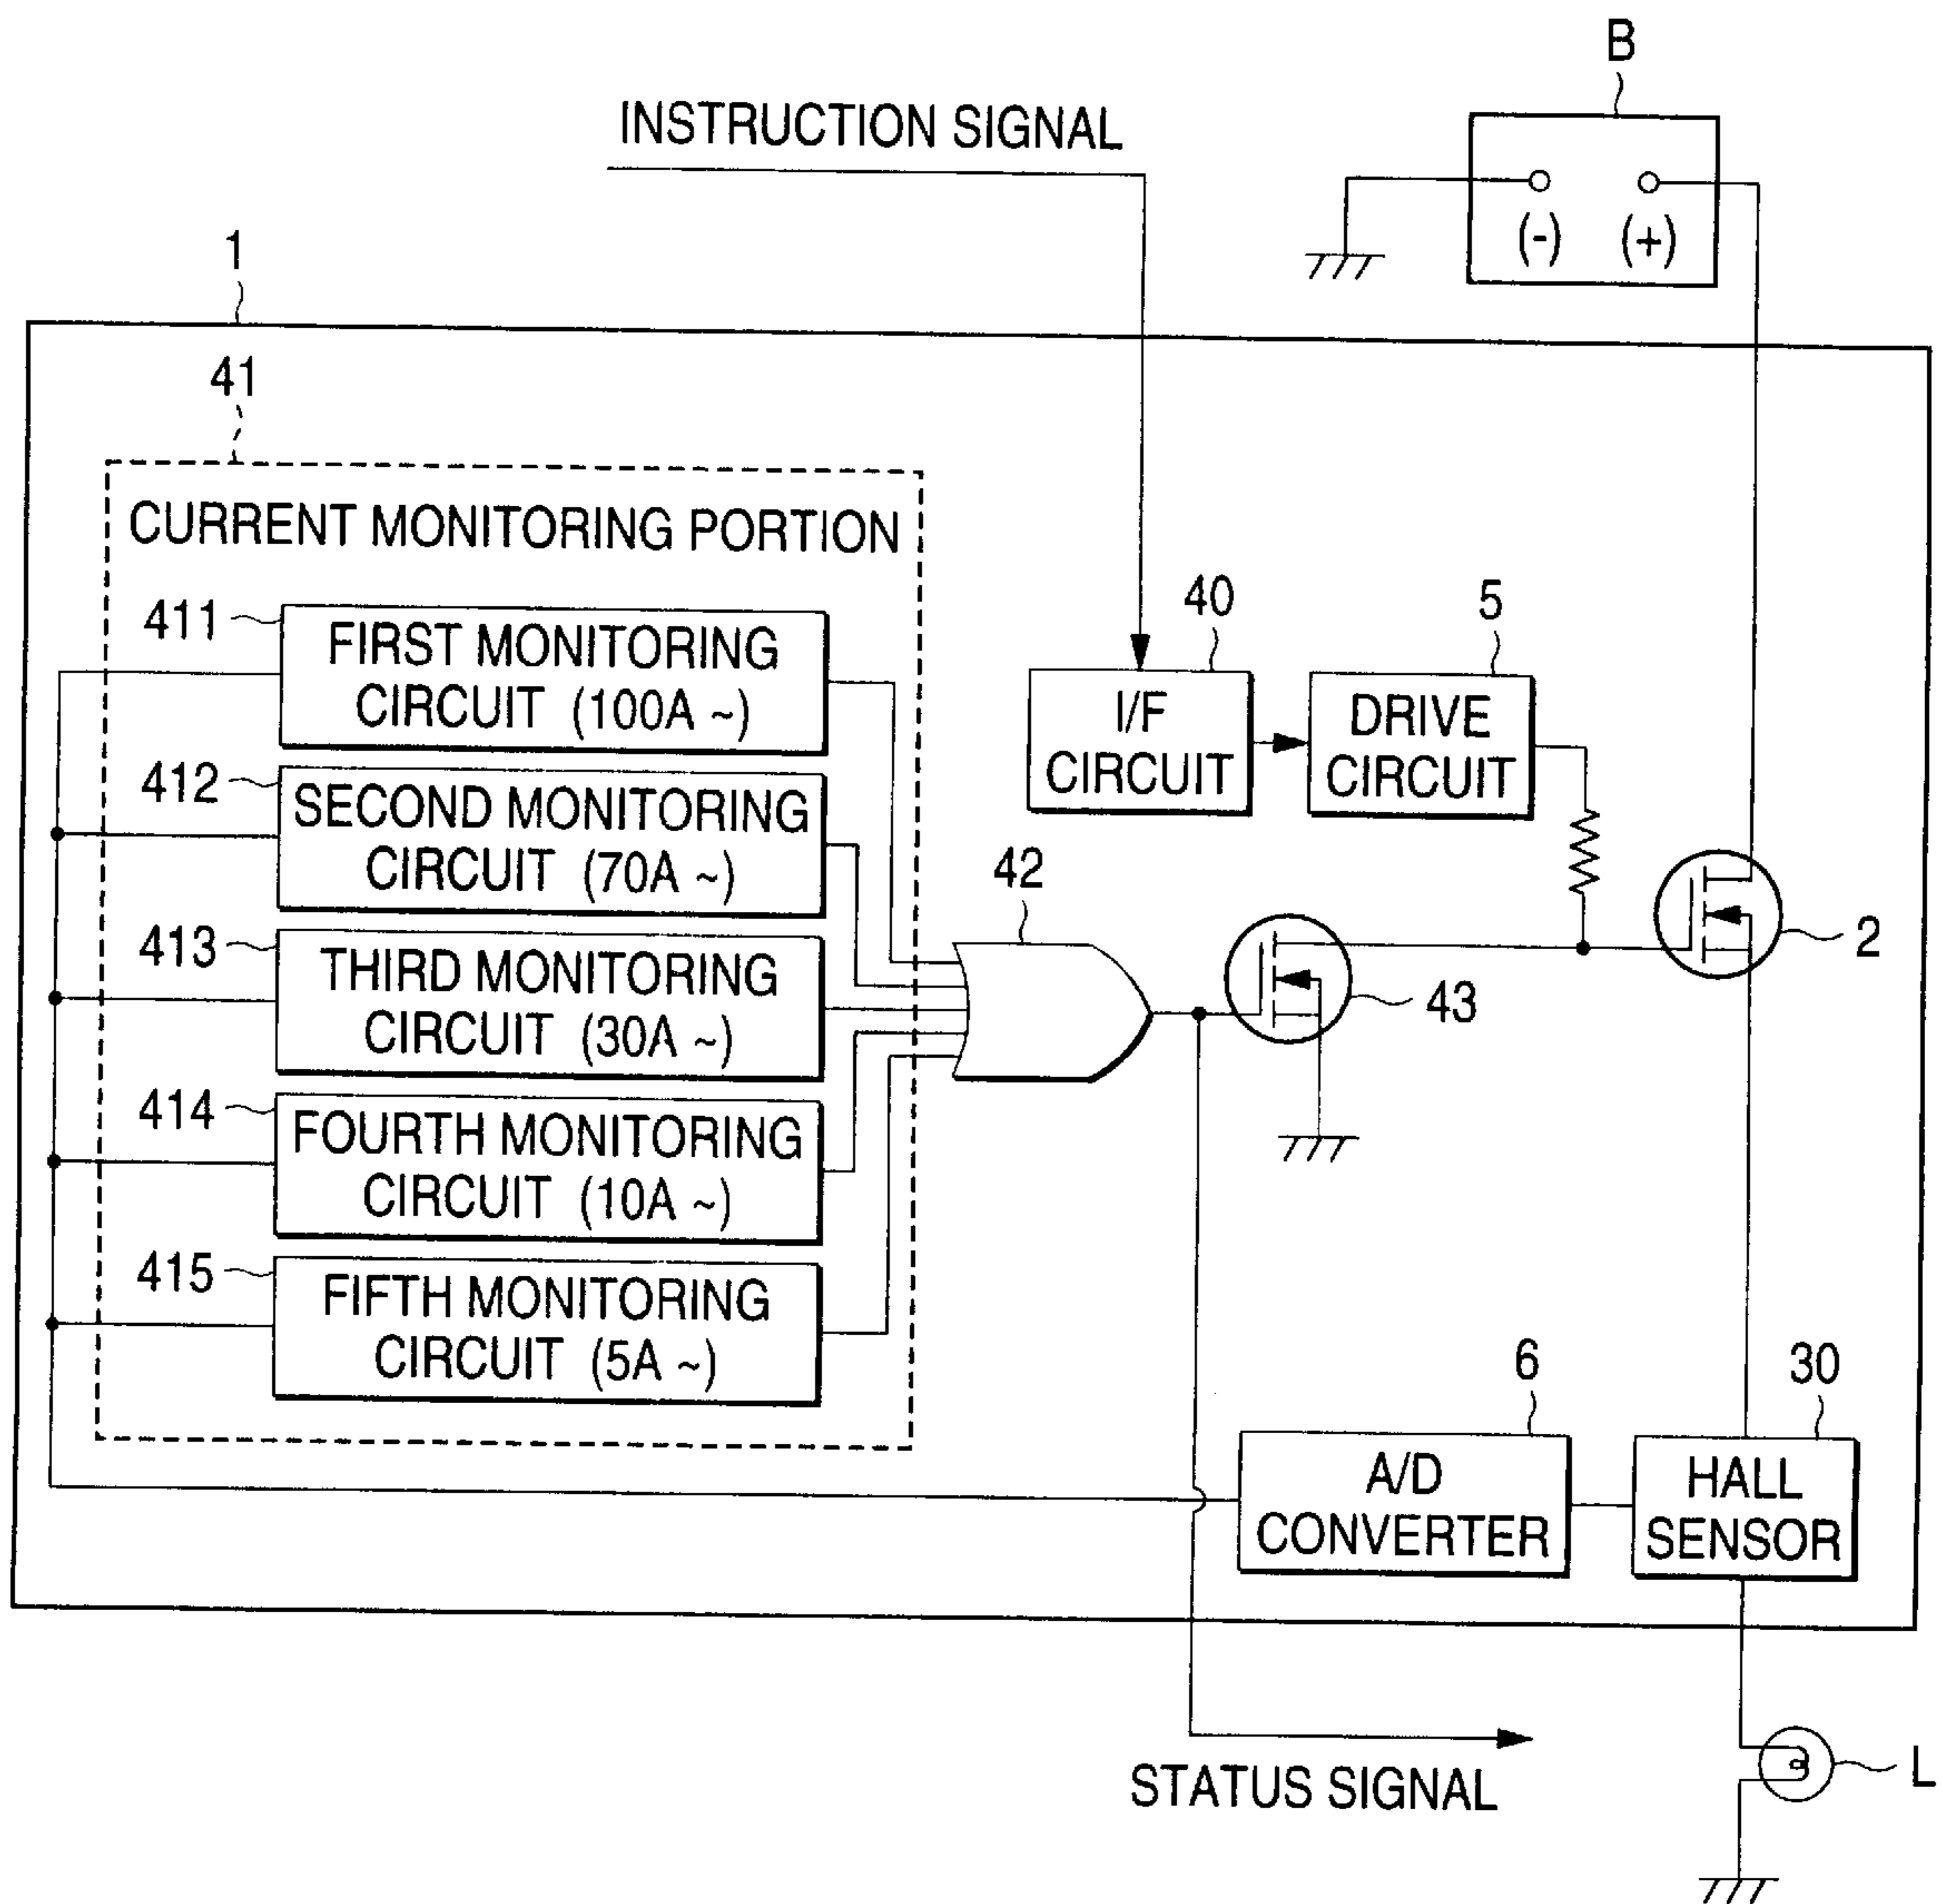 B
INSTRUCTION SIGNAL
(-) (+)
1
41
CURRENT MONITORING PORTION
411
FIRST MONITORING
CIRCUIT (100A ~)
412
SECOND MONITORING
CIRCUIT (70A ~)
413
THIRD MONITORING
CIRCUIT (30A ~)
414
FOURTH MONITORING
CIRCUIT (10A ~)
415
FIFTH MONITORING
CIRCUIT (5A ~)
40
I/F
CIRCUIT
5
DRIVE
CIRCUIT
42
43
2
6
A/D
CONVERTER
30
HALL
SENSOR
STATUS SIGNAL
L